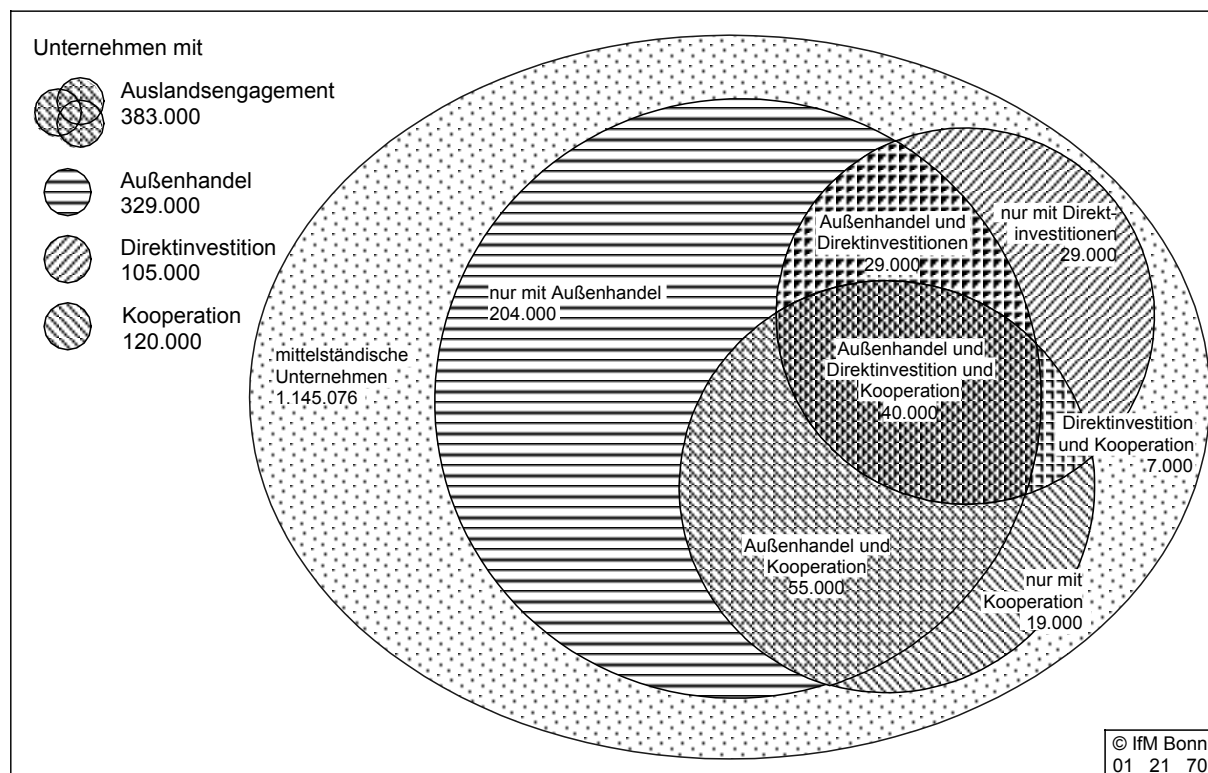 Unternehmen mit
Auslandsengagement
383.000
Außenhandel
329.000
Direktinvestition
105.000
Kooperation
120.000
mittelständische
Unternehmen
1.145.076
nur mit Außenhandel
204.000
Außenhandel und
Direktinvestitionen
29.000
nur mit Direkt-
investitionen
29.000
Außenhandel und
Direktinvestition und
Kooperation
40.000
Direktinvestition
und Kooperation
7.000
Außenhandel und
Kooperation
55.000
nur mit
Kooperation
19.000
© IfM Bonn
01 21 70